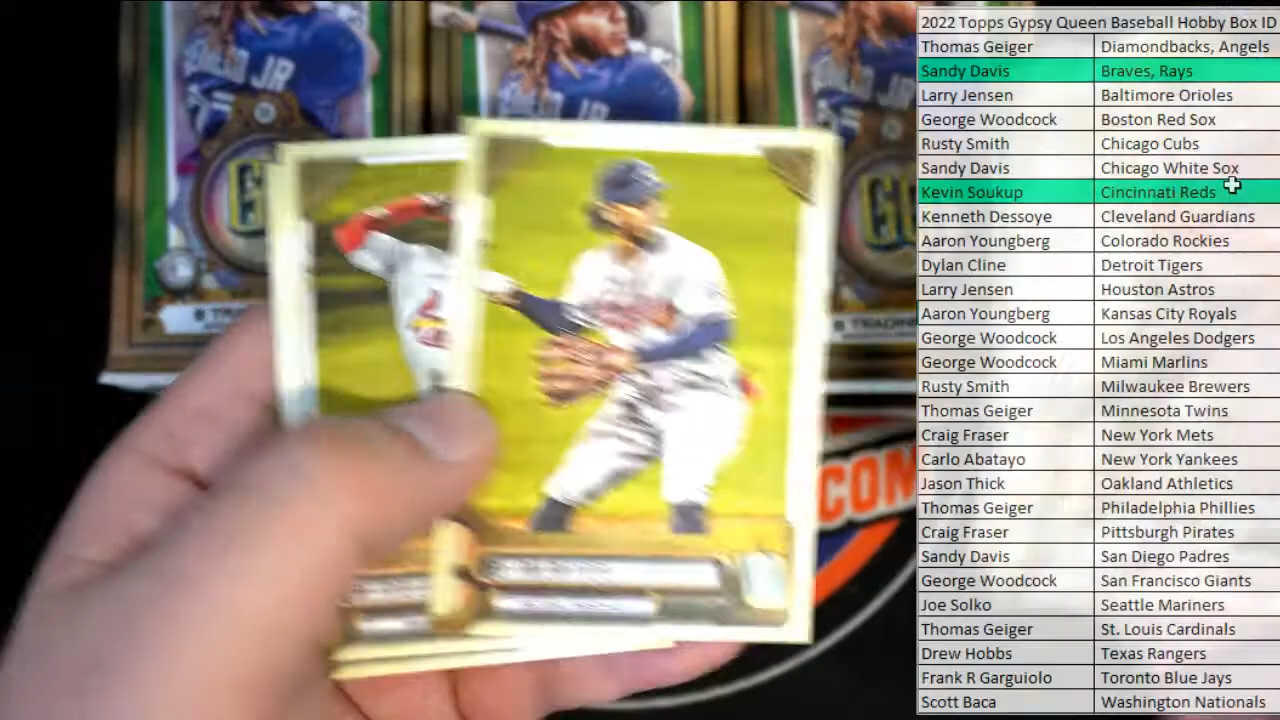 2022 Topps Gypsy Queen Baseball Hobby Box ID
Thomas Geiger Diamondbacks, Angels
Sandy Davis Braves, Rays
Larry Jensen Baltimore Orioles
George Woodcock Boston Red Sox
Rusty Smith Chicago Cubs
Sandy Davis Chicago White Sox
Kevin Soukup Cincinnati Reds
Kenneth Dessoye Cleveland Guardians
Aaron Youngberg Colorado Rockies
Dylan Cline Detroit Tigers
Larry Jensen Houston Astros
Aaron Youngberg Kansas City Royals
George Woodcock Los Angeles Dodgers
George Woodcock Miami Marlins
Rusty Smith Milwaukee Brewers
Thomas Geiger Minnesota Twins
Craig Fraser New York Mets
Carlo Abatayo New York Yankees
Jason Thick Oakland Athletics
Thomas Geiger Philadelphia Phillies
Craig Fraser Pittsburgh Pirates
Sandy Davis San Diego Padres
George Woodcock San Francisco Giants
Joe Solko Seattle Mariners
Thomas Geiger St. Louis Cardinals
Drew Hobbs Texas Rangers
Frank R Garguiolo Toronto Blue Jays
Scott Baca Washington Nationals
JR
COM